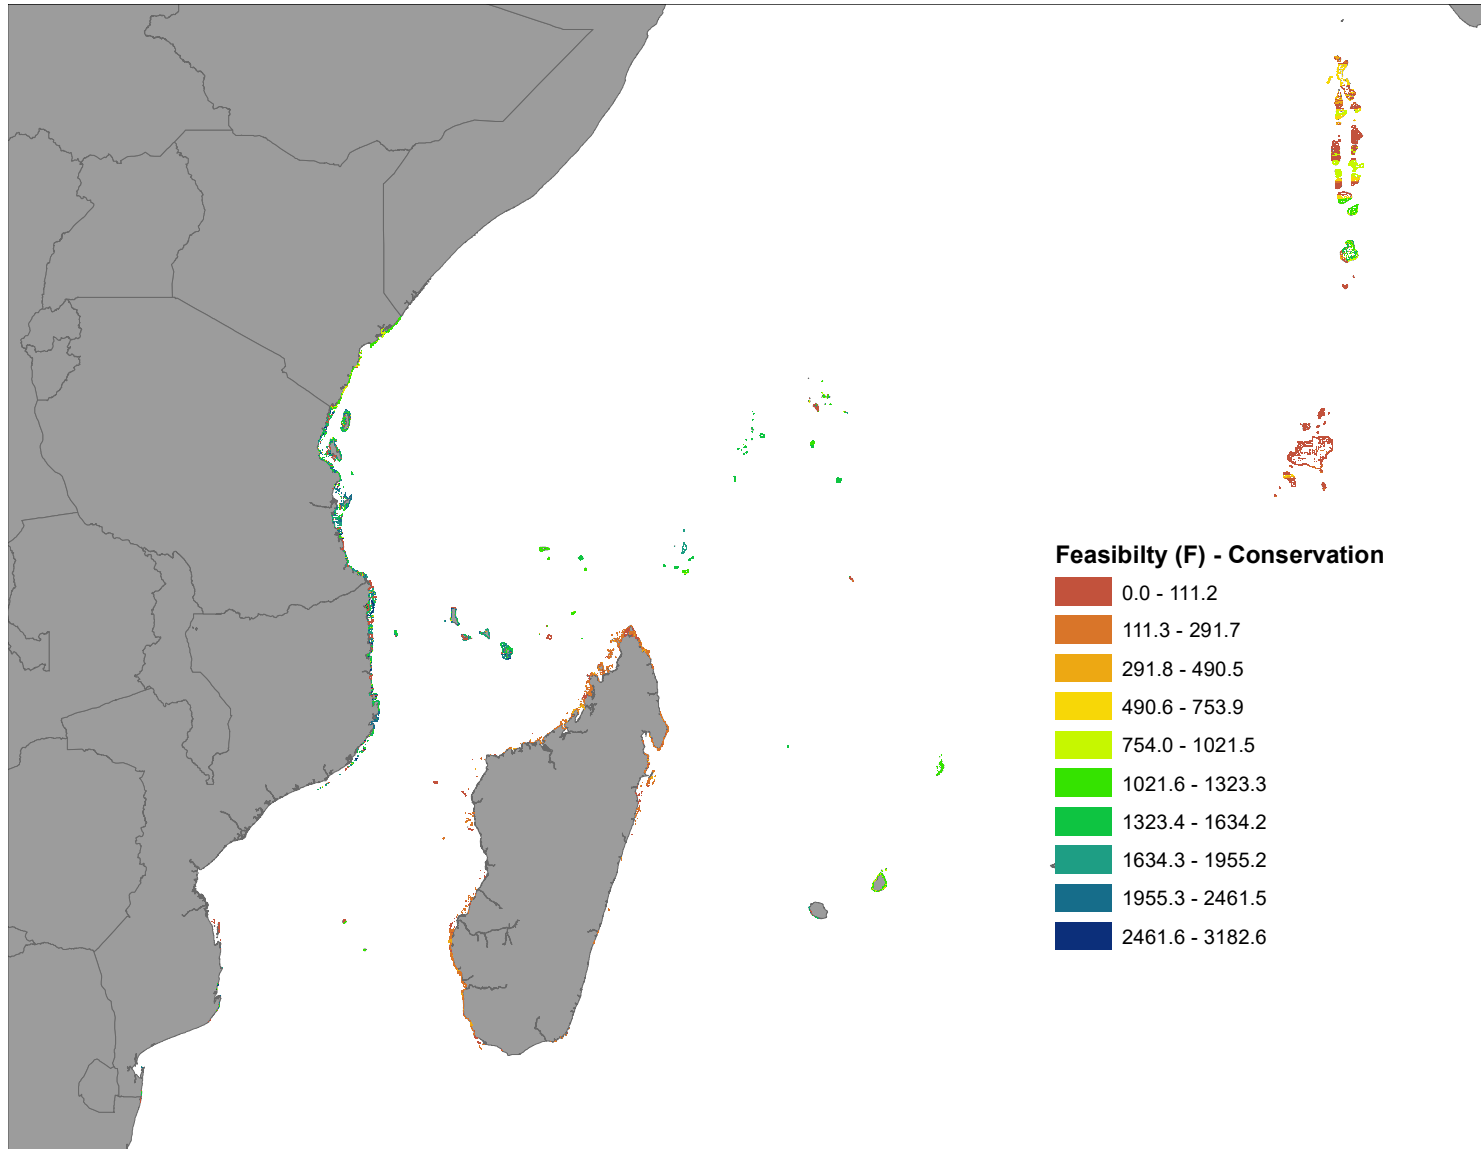 Feasibilty (F) - Conservation
0.0 - 111.2
111.3 - 291.7
291.8 - 490.5
490.6 - 753.9
754.0 - 1021.5
1021.6 - 1323.3
1323.4 - 1634.2
1634.3 - 1955.2
1955.3 - 2461.5
2461.6 - 3182.6